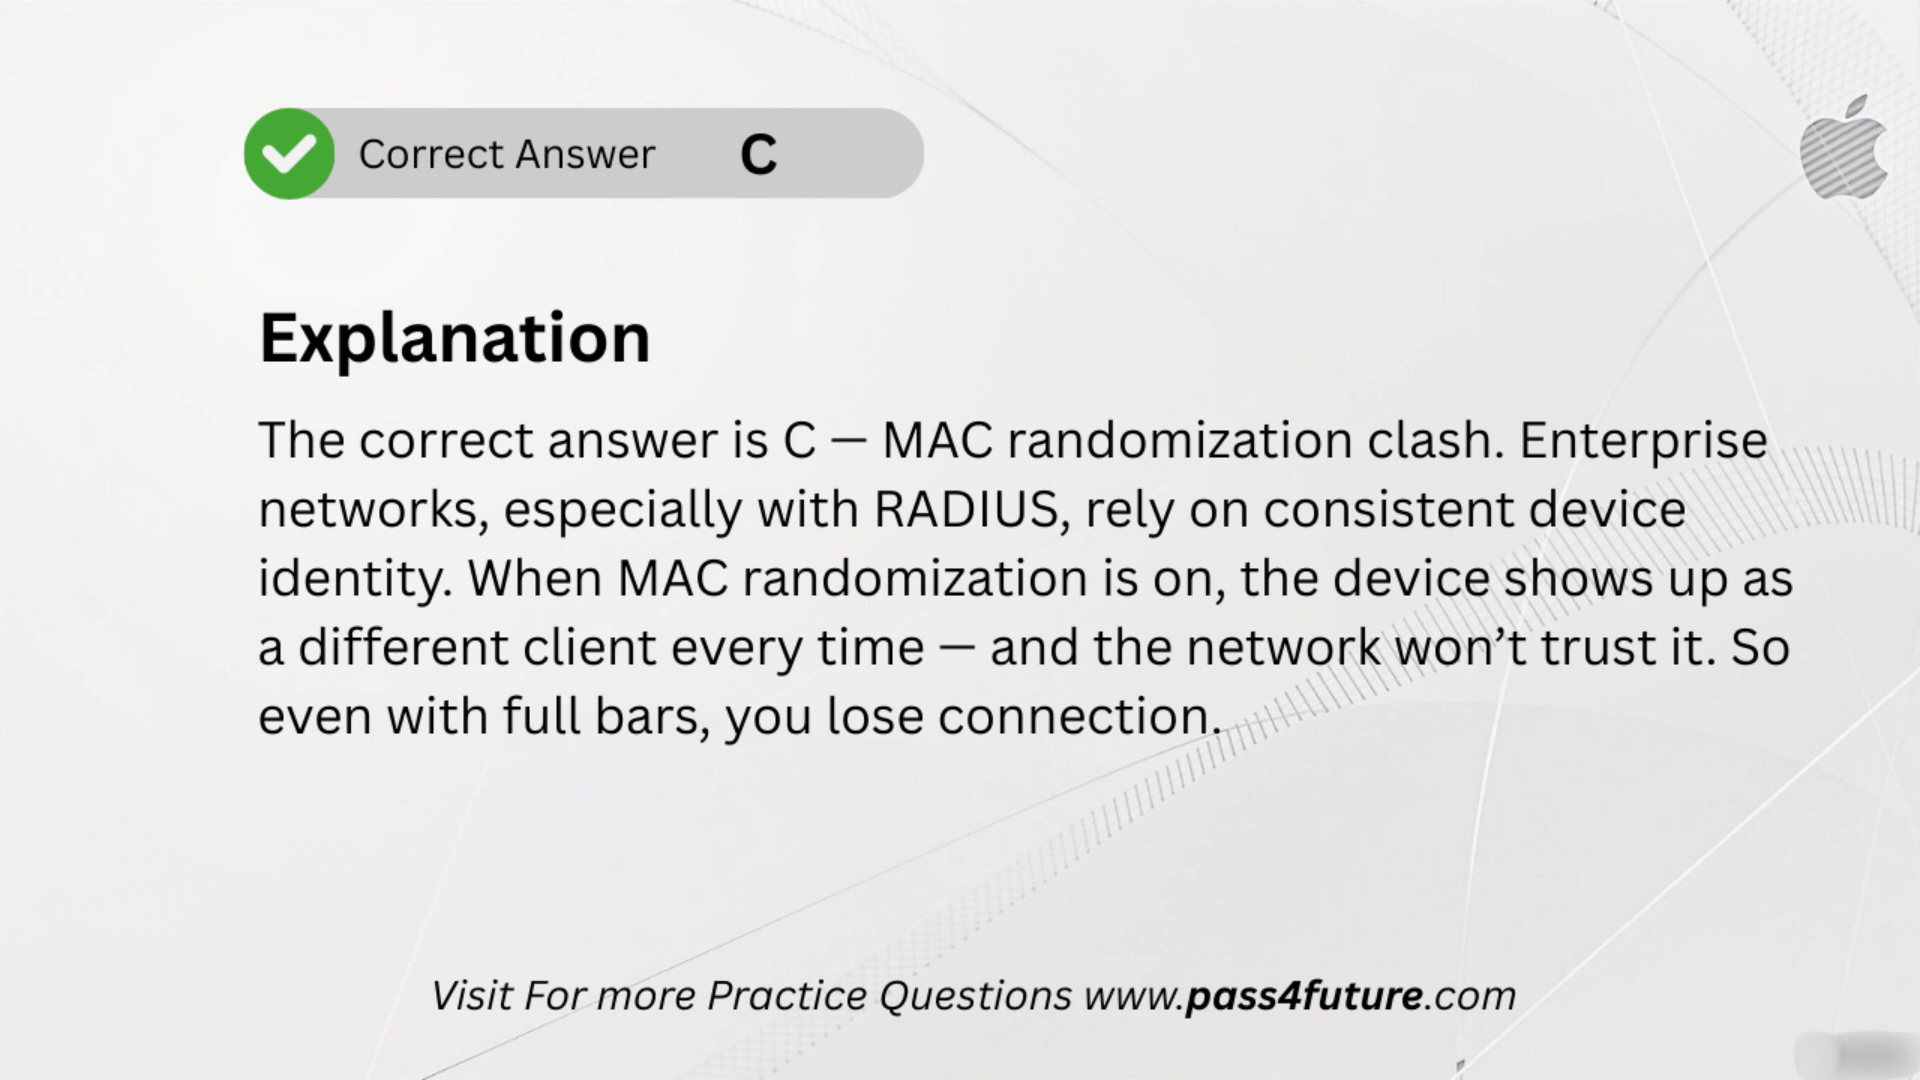 Correct Answer C
Explanation
The correct answer is C — MAC randomization clash. Enterprise
networks, especially with RADIUS, rely on consistent device
identity. When MAC randomization is on, the device shows up as
a different client every time — and the network won’t trust it. So
even with full bars, you lose connection.
Visit For more Practice Questions www.pass4future.com